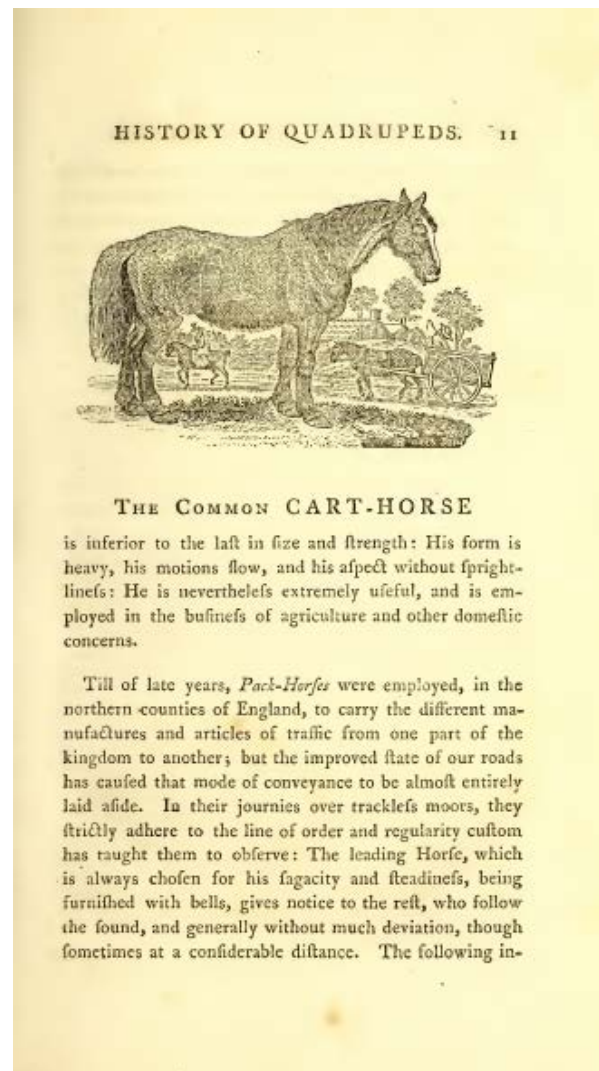 HISTORY OF QUADRUPEDS. 11
THE COMMON CART-HORSE
is inferior to the laſt in ſize and ſtrength: His form is
heavy, his motions ſlow, and his aſpect without ſpright-
lineſs: He is nevertheleſs extremely uſeful, and is em-
ployed in the buſineſs of agriculture and other domeſtic
concerns.
Till of late years, Pack-Horſes were employed, in the
northern counties of England, to carry the different ma-
nufactures and articles of traffic from one part of the
kingdom to another; but the improved ſtate of our roads
has cauſed that mode of conveyance to be almoſt entirely
laid aſide. In their journies over trackleſs moors, they
ſtrictly adhere to the line of order and regularity cuſtom
has taught them to obſerve: The leading Horſe, which
is always choſen for his ſagacity and ſteadineſs, being
furniſhed with bells, gives notice to the reſt, who follow
the ſound, and generally without much deviation, though
ſometimes at a conſiderable diſtance. The following in-